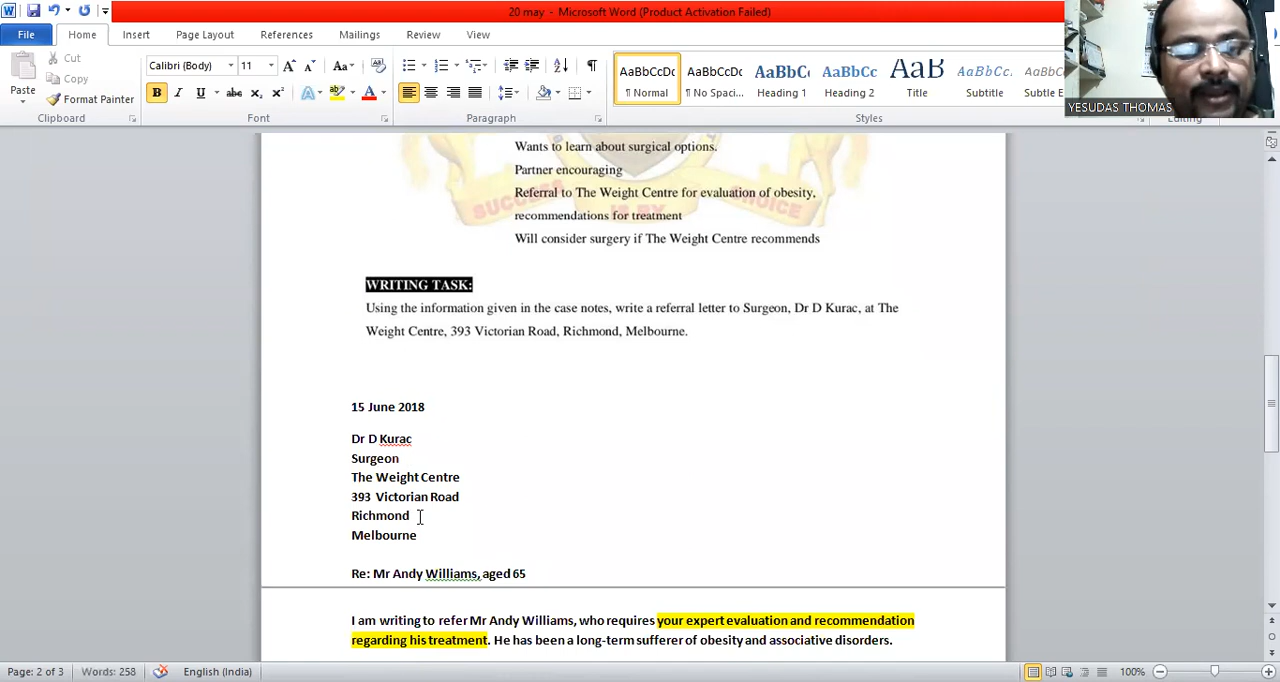 20 may - Microsoft Word (Product Activation Failed)
File Home Insert Page Layout References Mailings Review View
Cut
Copy
Paste
Format Painter
Clipboard
Calibri (Body) 11
Font
Paragraph
AaBbCcDc AaBbCcDc AaBbC AaBbCc AaB AaBbCc. AaBbCc
¶ Normal ¶ No Spaci... Heading 1 Heading 2 Title Subtitle Subtle E
Styles
Editing
YESUDAS THOMAS
Wants to learn about surgical options.
Partner encouraging
Referral to The Weight Centre for evaluation of obesity,
recommendations for treatment
Will consider surgery if The Weight Centre recommends
SUCCESS IS BY CHOICE
WRITING TASK:
Using the information given in the case notes, write a referral letter to Surgeon, Dr D Kurac, at The
Weight Centre, 393 Victorian Road, Richmond, Melbourne.
15 June 2018
Dr D Kurac
Surgeon
The Weight Centre
393 Victorian Road
Richmond
Melbourne
Re: Mr Andy Williams, aged 65
I am writing to refer Mr Andy Williams, who requires your expert evaluation and recommendation
regarding his treatment. He has been a long-term sufferer of obesity and associative disorders.
Page: 2 of 3 Words: 258 English (India) 100%